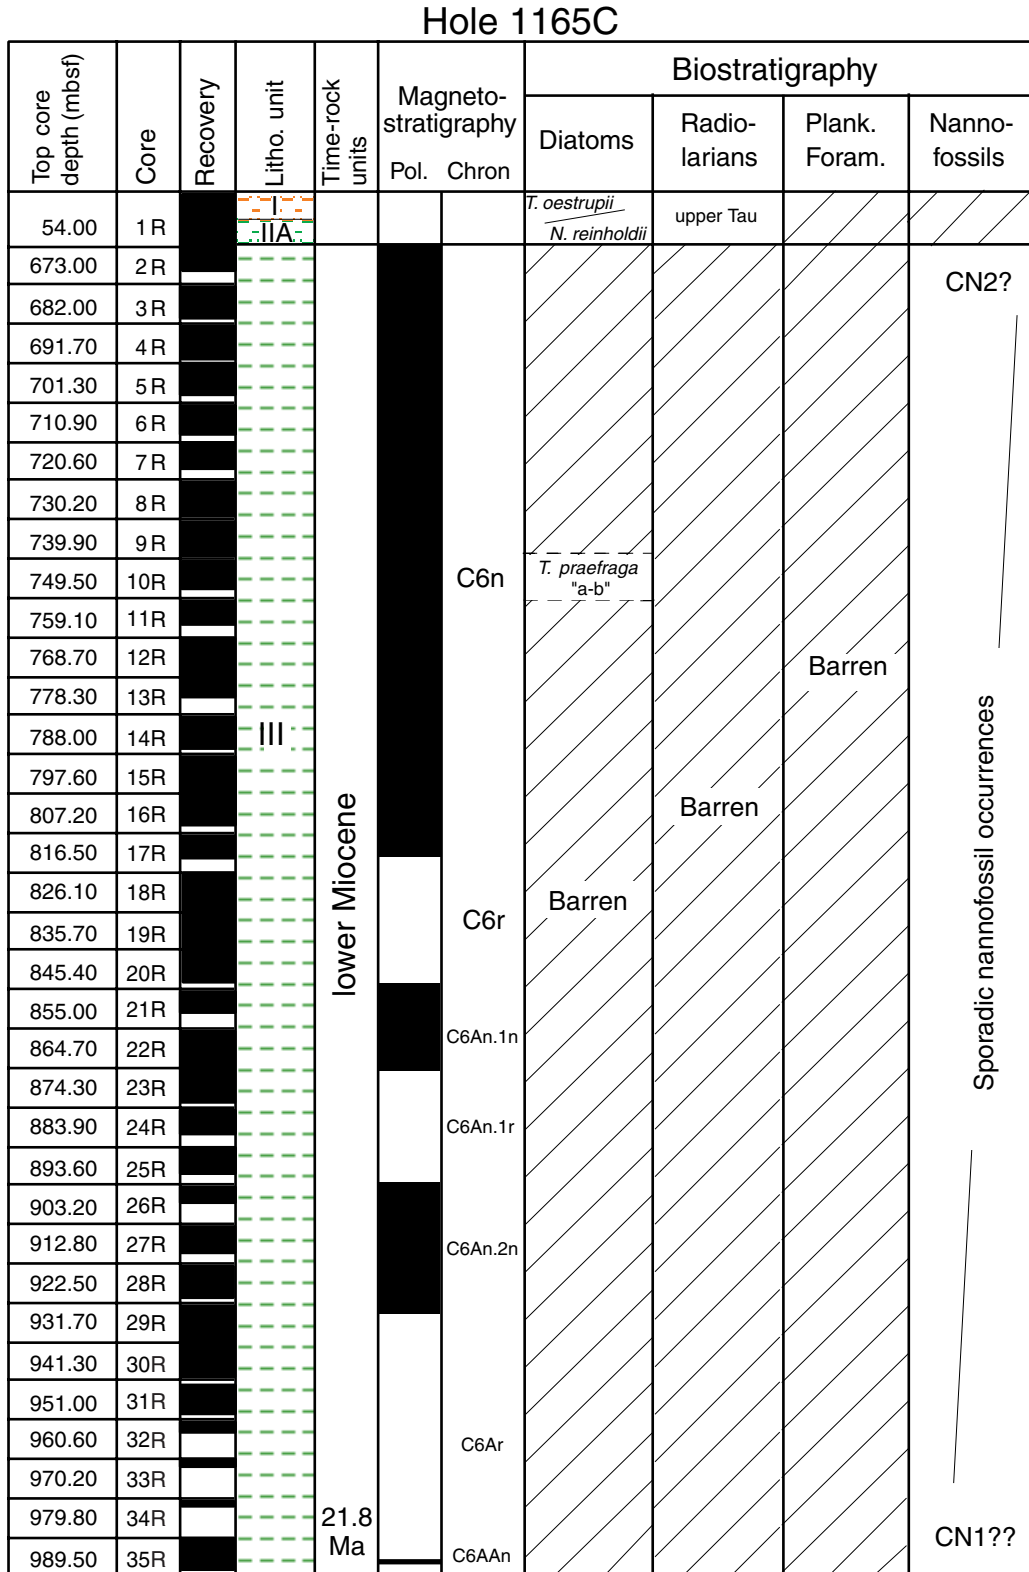 Hole 1165C
Top core
depth (mbsf)
Core
Recovery
Litho. unit
Time-rock
units
Magneto-
stratigraphy
Pol. Chron
Biostratigraphy
Diatoms
Radio-
larians
Plank.
Foram.
Nanno-
fossils
54.00 1R
I
IIA
T. oestrupii
N. reinholdii
upper Tau
673.00 2R
CN2?
682.00 3R
691.70 4R
701.30 5R
710.90 6R
720.60 7R
730.20 8R
739.90 9R
749.50 10R
C6n
T. praefraga
"a-b"
759.10 11R
768.70 12R
Barren
778.30 13R
788.00 14R
III
797.60 15R
807.20 16R
Barren
816.50 17R
826.10 18R
Barren
835.70 19R
C6r
lower Miocene
Sporadic nannofossil occurrences
845.40 20R
855.00 21R
C6An.1n
864.70 22R
874.30 23R
883.90 24R
C6An.1r
893.60 25R
903.20 26R
912.80 27R
C6An.2n
922.50 28R
931.70 29R
941.30 30R
951.00 31R
960.60 32R
C6Ar
970.20 33R
979.80 34R
21.8
Ma
CN1??
989.50 35R
C6AAn